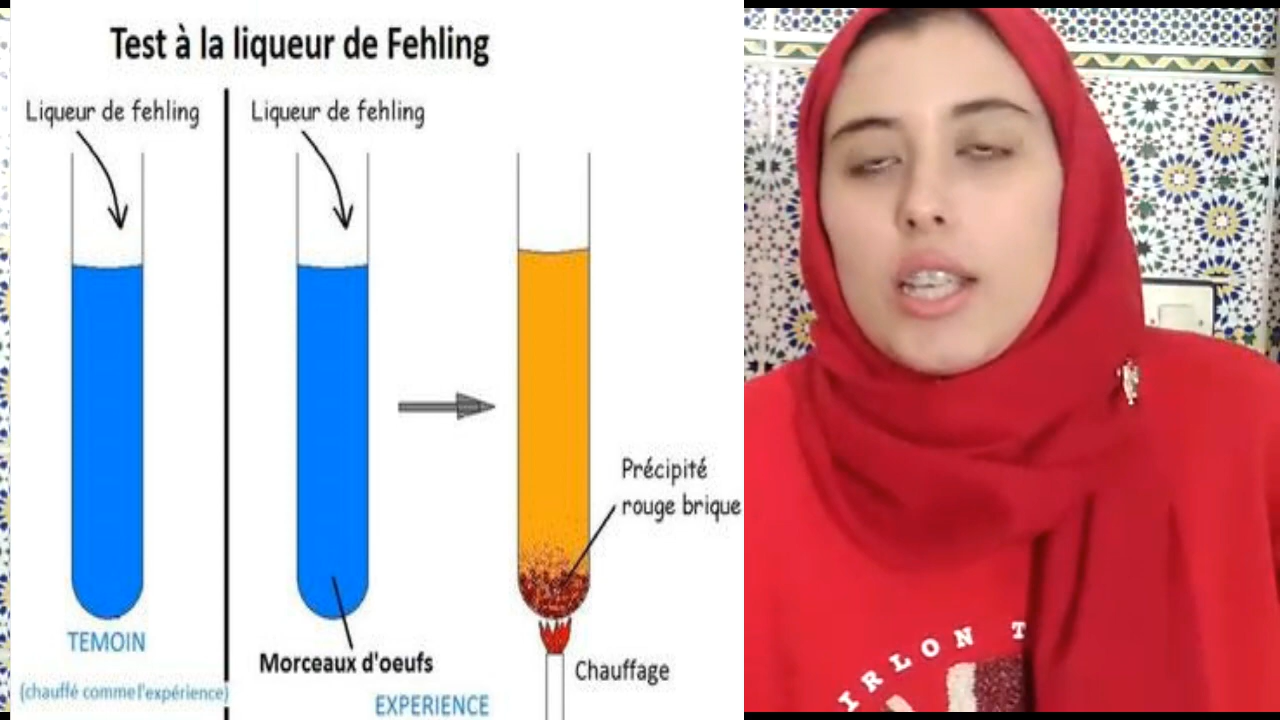 Test à la liqueur de Fehling
Liqueur de fehling
Liqueur de fehling
Précipité
rouge brique
TEMOIN
Morceaux d'oeufs
Chauffage
(chauffé comme l'expérience)
EXPERIENCE
IRLON T